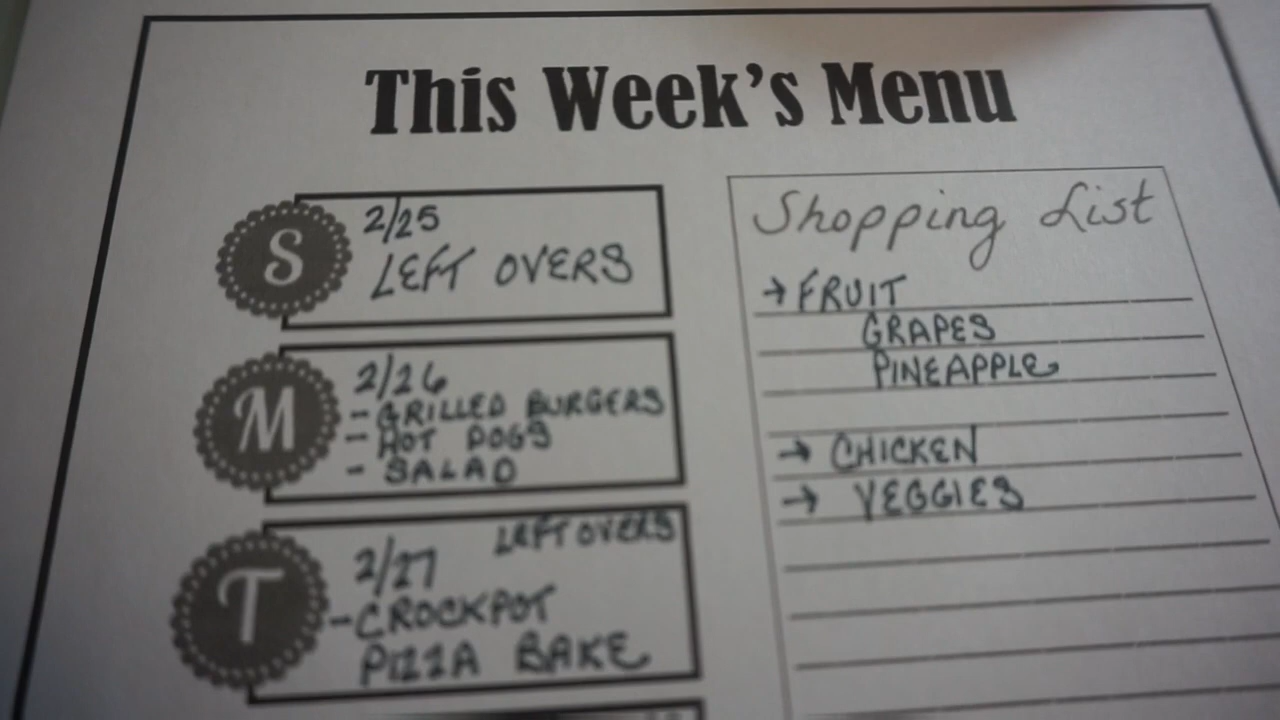 This Week's Menu
S
2/25
LEFT OVERS
M
2/26
- GRILLED BURGERS
- HOT DOGS
- SALAD
T
LEFT OVERS
2/27
- CROCKPOT
PIZZA BAKE
Shopping List
→ FRUIT
GRAPES
PINEAPPLE
→ CHICKEN
→ VEGGIES